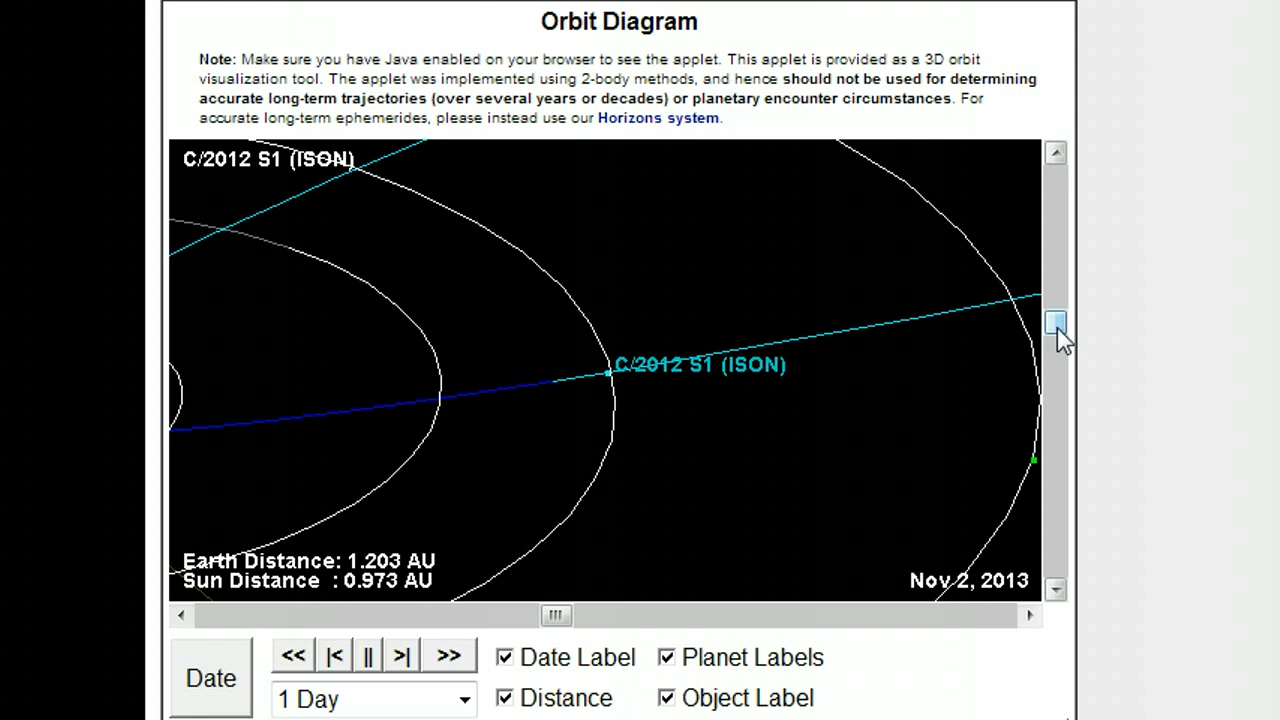 Orbit Diagram
Note: Make sure you have Java enabled on your browser to see the applet. This applet is provided as a 3D orbit
visualization tool. The applet was implemented using 2-body methods, and hence should not be used for determining
accurate long-term trajectories (over several years or decades) or planetary encounter circumstances. For
accurate long-term ephemerides, please instead use our Horizons system.
C/2012 S1 (ISON)
C/2012 S1 (ISON)
Earth Distance: 1.203 AU
Sun Distance : 0.973 AU
Nov 2, 2013
Date
<< |< || >| >>
Date Label
Planet Labels
1 Day
Distance
Object Label